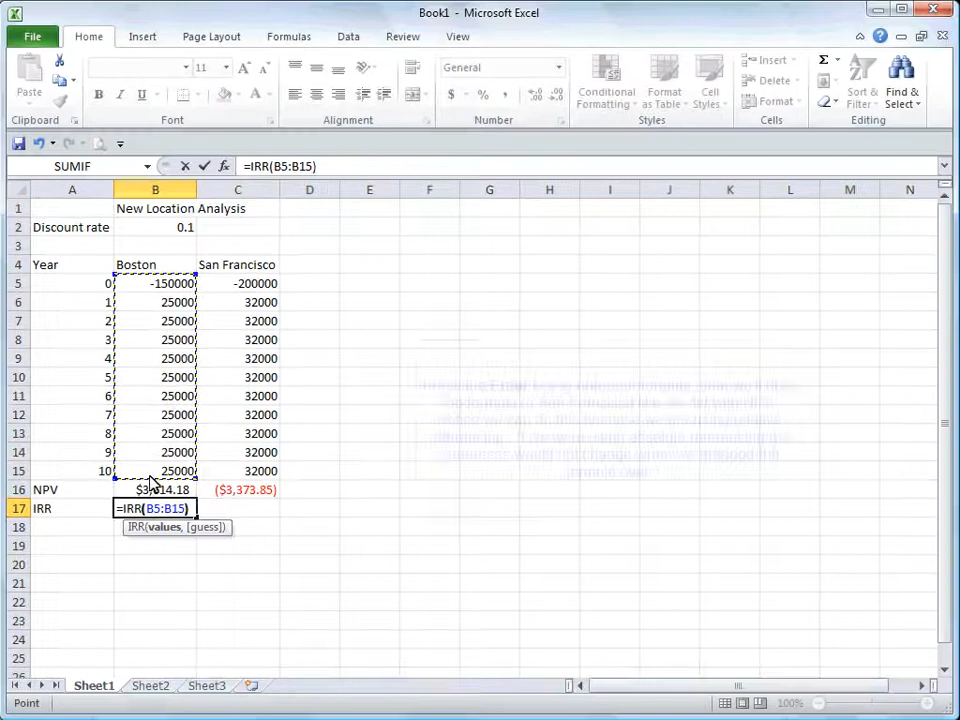 Book1 - Microsoft Excel
File Home Insert Page Layout Formulas Data Review View
Paste
11
General
Conditional Formatting
Format as Table
Cell Styles
Insert
Delete
Format
Sort & Filter
Find & Select
Clipboard Font Alignment Number Styles Cells Editing
SUMIF =IRR(B5:B15)
A B C D E F G H I J K L M N
1 New Location Analysis
2 Discount rate 0.1
3
4 Year Boston San Francisco
5 0 -150000 -200000
6 1 25000 32000
7 2 25000 32000
8 3 25000 32000
9 4 25000 32000
10 5 25000 32000
11 6 25000 32000
12 7 25000 32000
13 8 25000 32000
14 9 25000 32000
15 10 25000 32000
16 NPV ($3,373.85)
17 IRR =IRR(B5:B15)
18 IRR(values, [guess])
19
20
21
22
23
24
25
26
Sheet1 Sheet2 Sheet3
Point 100%